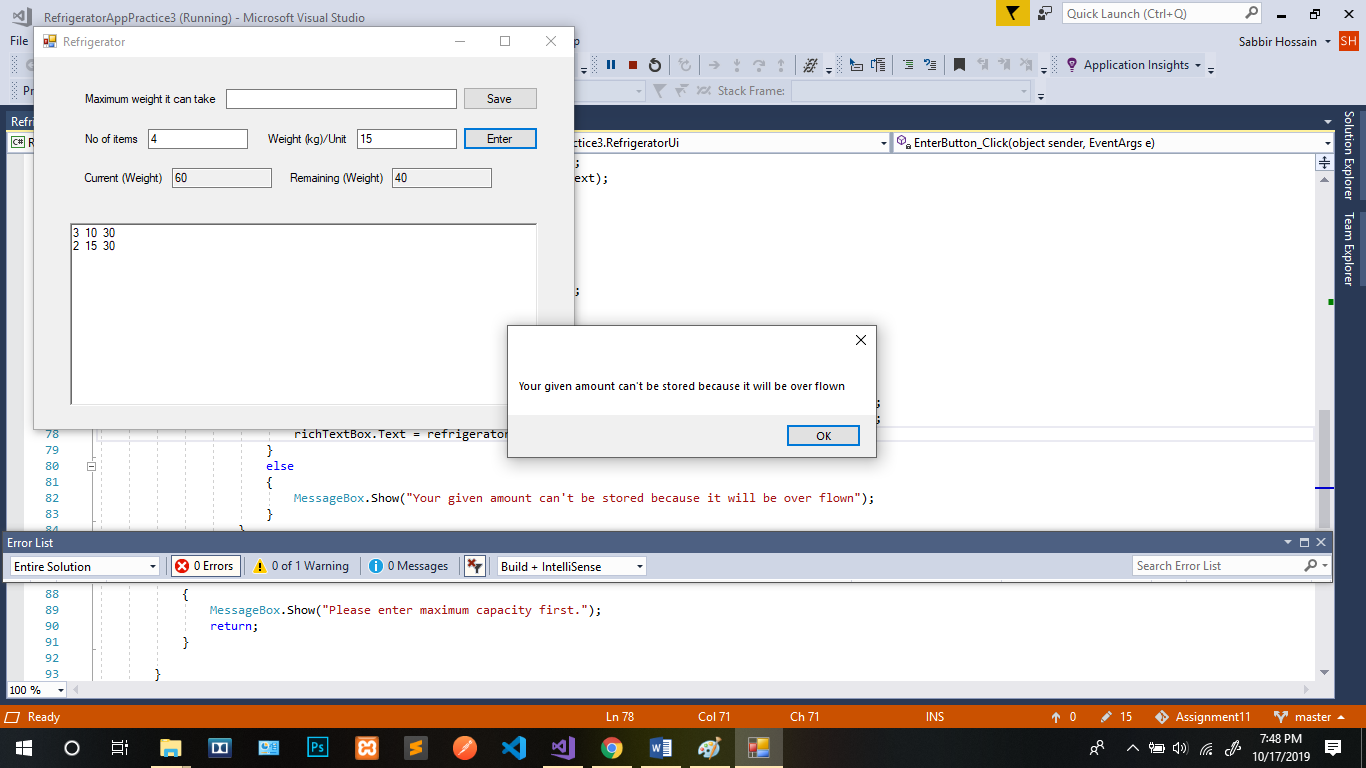 RefrigeratorAppPractice3 (Running) - Microsoft Visual Studio
Quick Launch (Ctrl+Q)
File
Sabbir Hossain
SH
Application Insights
Stack Frame:
Refrigerator
Maximum weight it can take
Save
No of items 4 Weight (kg)/Unit 15 Enter
Current (Weight) 60 Remaining (Weight) 40
3 10 30
2 15 30
C#
ctice3.RefrigeratorUi
EnterButton_Click(object sender, EventArgs e)
;
ext);
;
;
;
Solution Explorer
Team Explorer
Your given amount can't be stored because it will be over flown
OK
78 richTextBox.Text = refrigerator
79 }
80 else
81 {
82 MessageBox.Show("Your given amount can't be stored because it will be over flown");
83 }
84 }
Error List
Entire Solution 0 Errors 0 of 1 Warning 0 Messages Build + IntelliSense Search Error List
88 {
89 MessageBox.Show("Please enter maximum capacity first.");
90 return;
91 }
92
93 }
100 %
Ready Ln 78 Col 71 Ch 71 INS 0 15 Assignment11 master
Ps
7:48 PM
10/17/2019